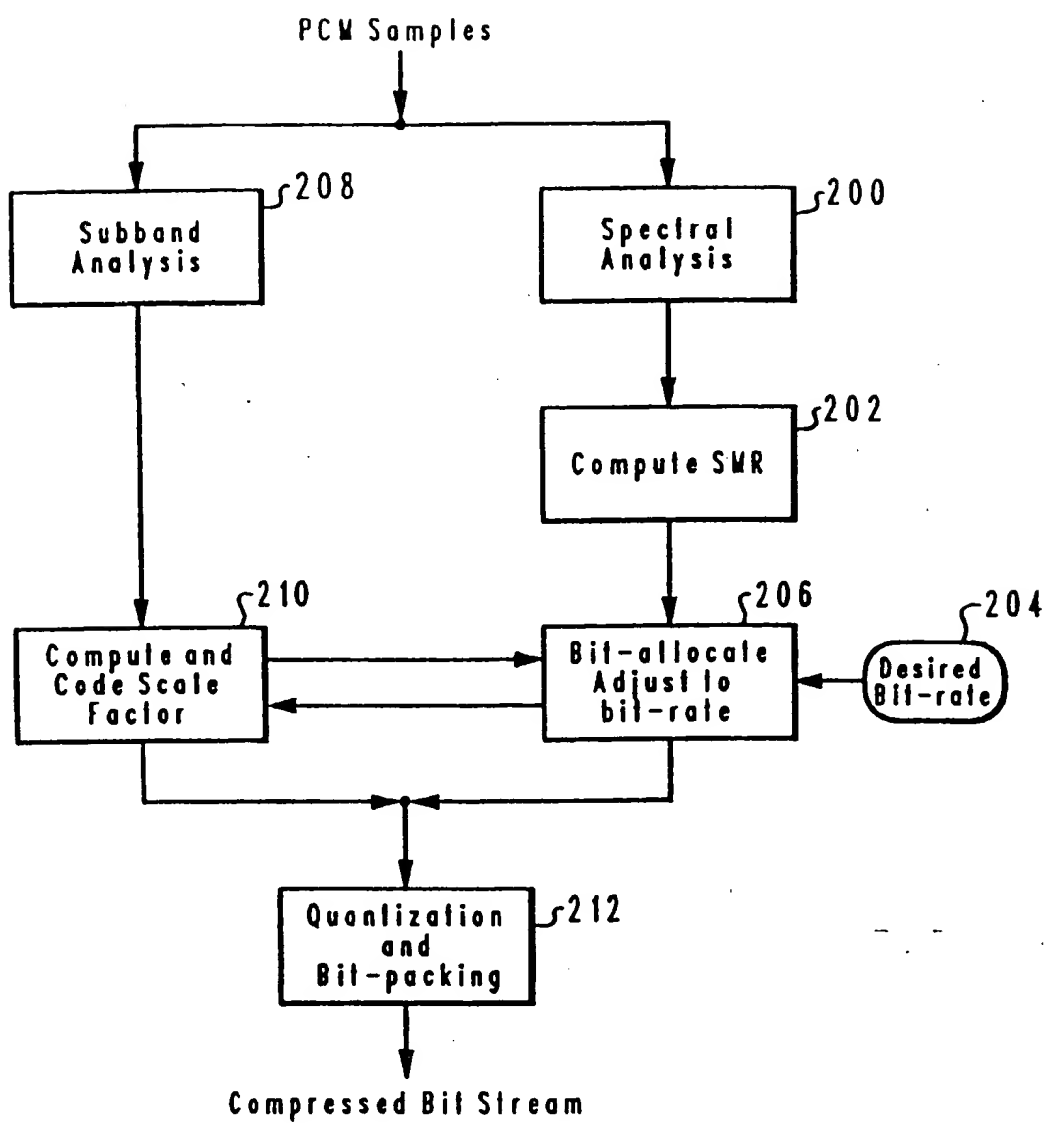 PCM Samples
208
Subband
Analysis
200
Spectral
Analysis
202
Compute SMR
210
Compute and
Code Scale
Factor
206
Bit-allocate
Adjust to
bit-rate
204
Desired
Bit-rate
212
Quantization
and
Bit-packing
Compressed Bit Stream